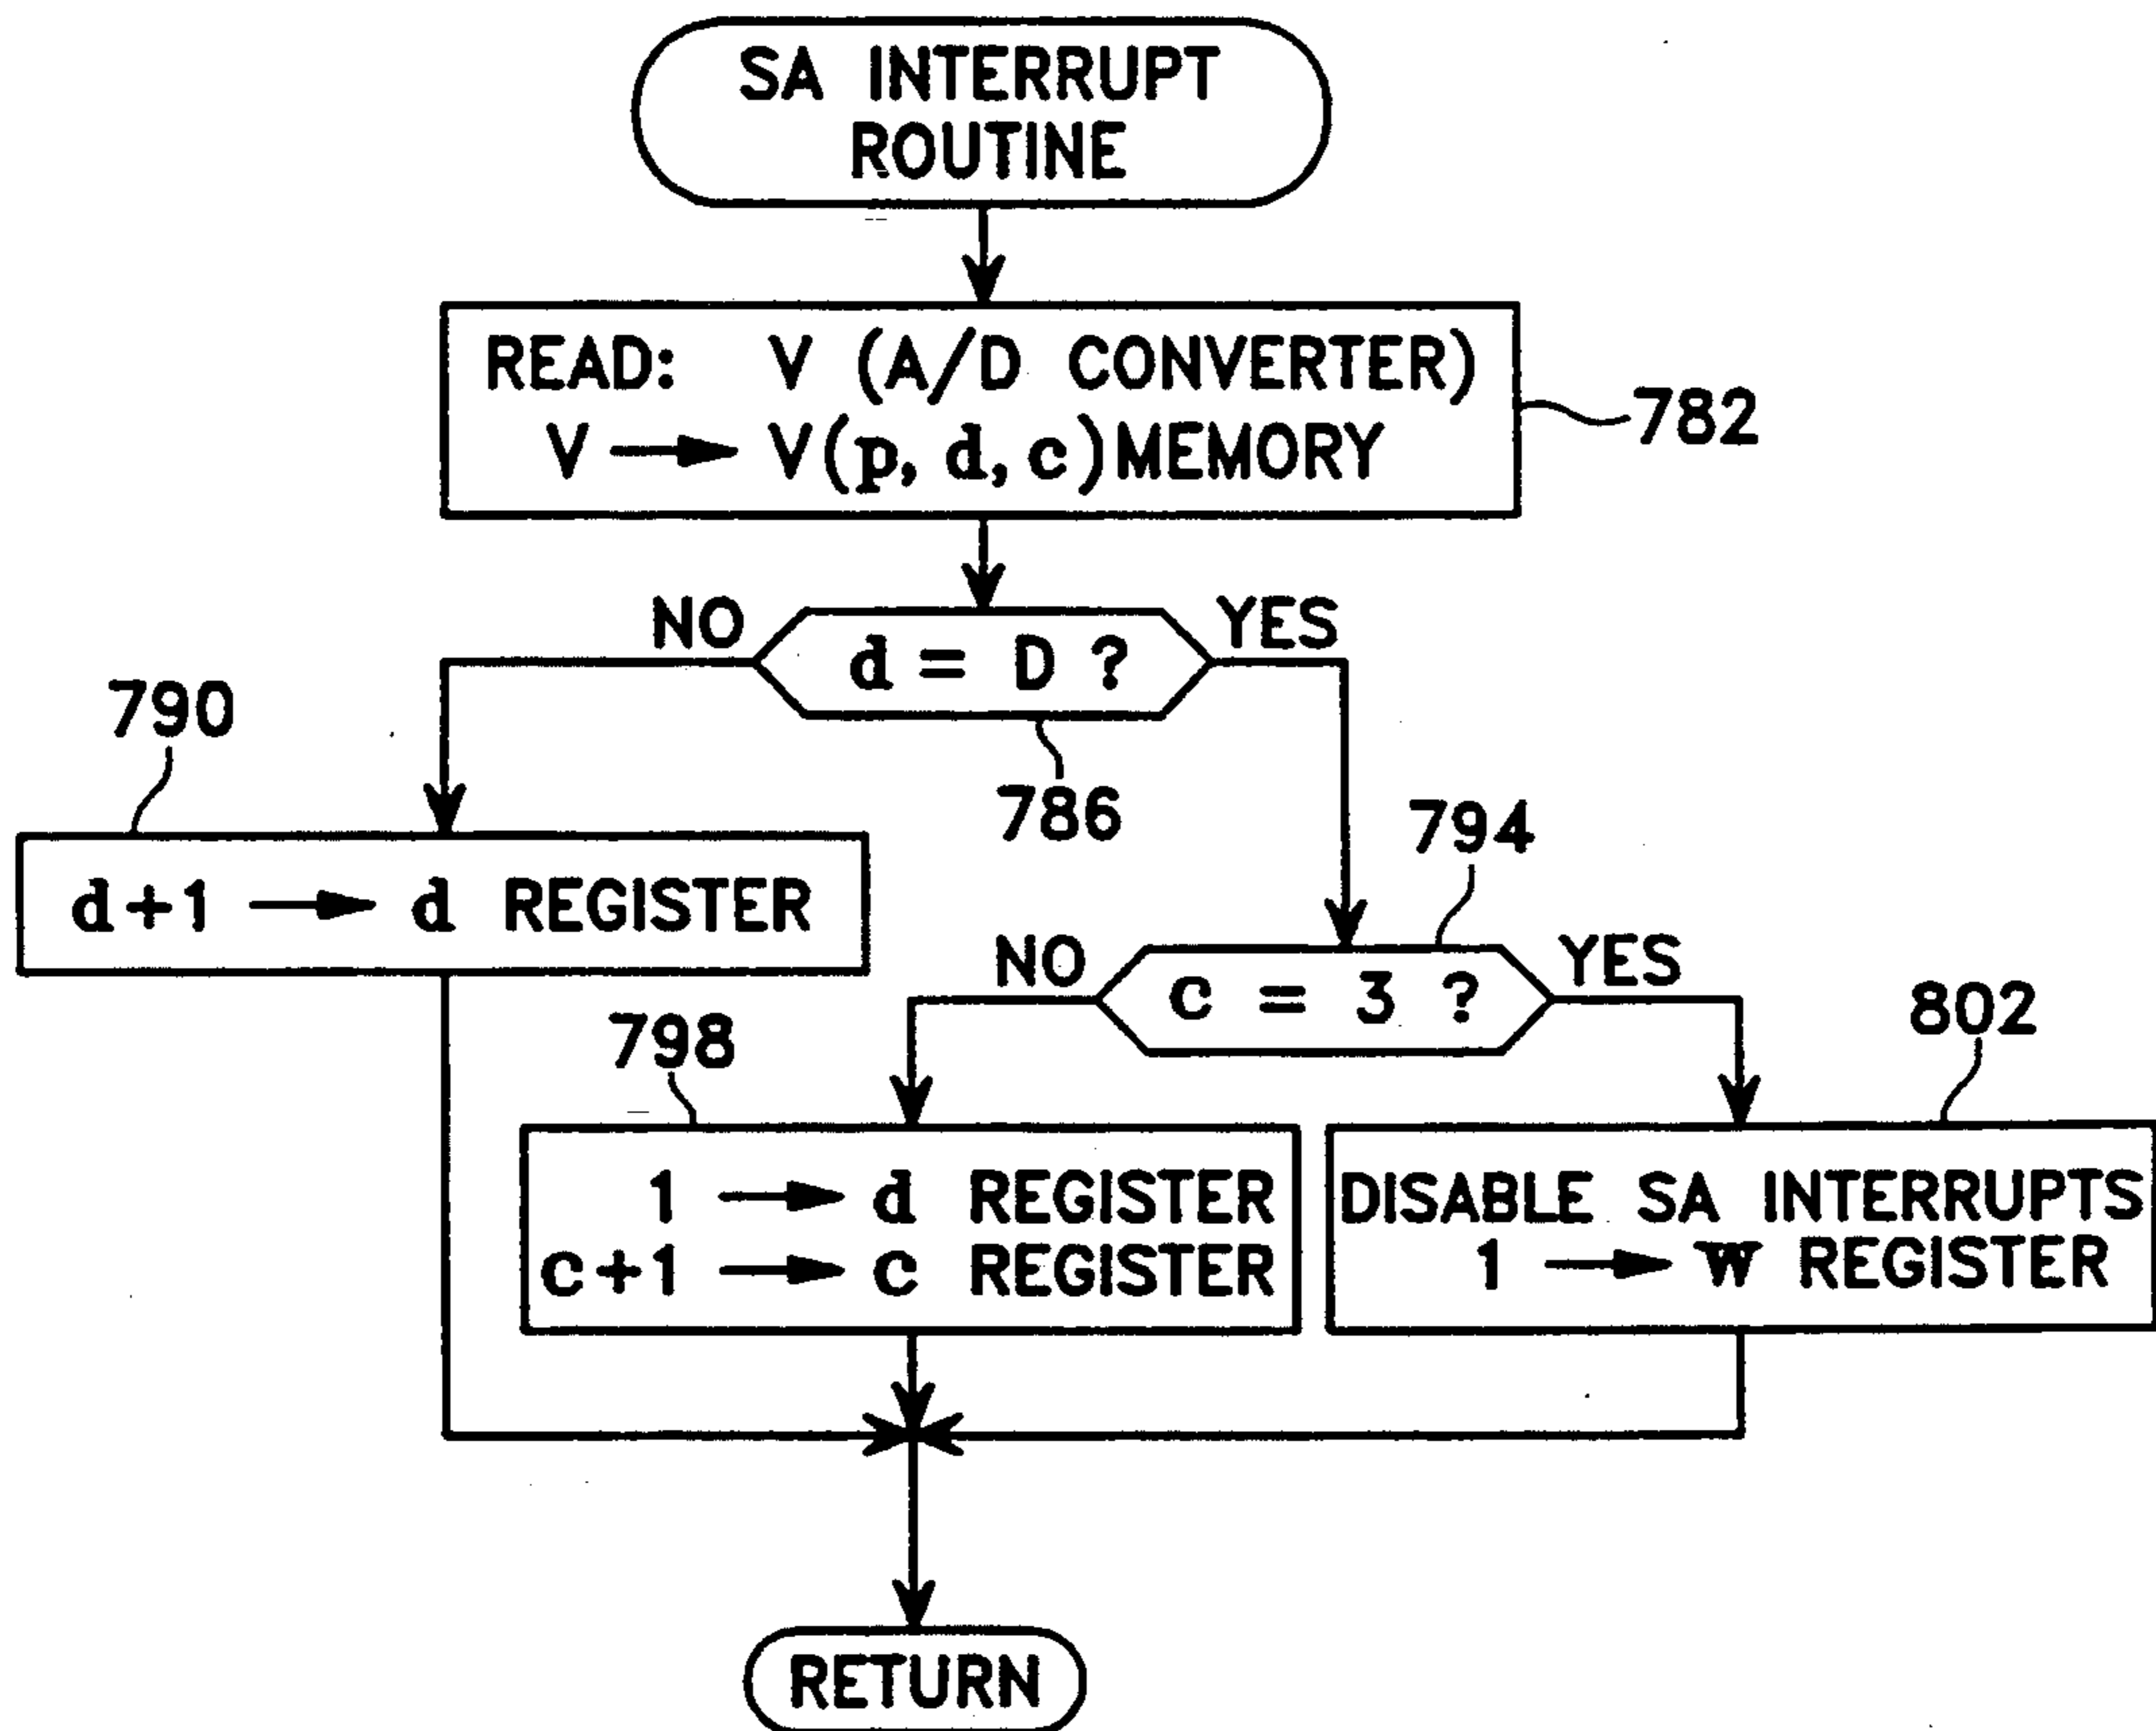 SA INTERRUPT
ROUTINE
READ: V (A/D CONVERTER)
V → V(p, d, c) MEMORY
782
NO
YES
d = D ?
786
790
d+1 → d REGISTER
794
NO
YES
c = 3 ?
798
802
1 → d REGISTER
c+1 → c REGISTER
DISABLE SA INTERRUPTS
1 → W REGISTER
RETURN